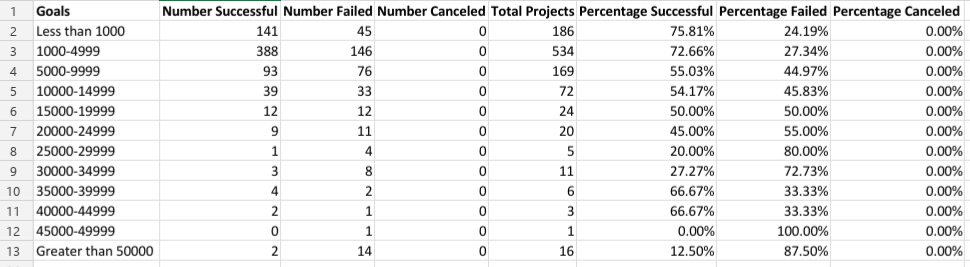 1 Goals Number Successful Number Failed Number Canceled Total Projects Percentage Successful Percentage Failed Percentage Canceled
2 Less than 1000 141 45 0 186 75.81% 24.19% 0.00%
3 1000-4999 388 146 0 534 72.66% 27.34% 0.00%
4 5000-9999 93 76 0 169 55.03% 44.97% 0.00%
5 10000-14999 39 33 0 72 54.17% 45.83% 0.00%
6 15000-19999 12 12 0 24 50.00% 50.00% 0.00%
7 20000-24999 9 11 0 20 45.00% 55.00% 0.00%
8 25000-29999 1 4 0 5 20.00% 80.00% 0.00%
9 30000-34999 3 8 0 11 27.27% 72.73% 0.00%
10 35000-39999 4 2 0 6 66.67% 33.33% 0.00%
11 40000-44999 2 1 0 3 66.67% 33.33% 0.00%
12 45000-49999 0 1 0 1 0.00% 100.00% 0.00%
13 Greater than 50000 2 14 0 16 12.50% 87.50% 0.00%